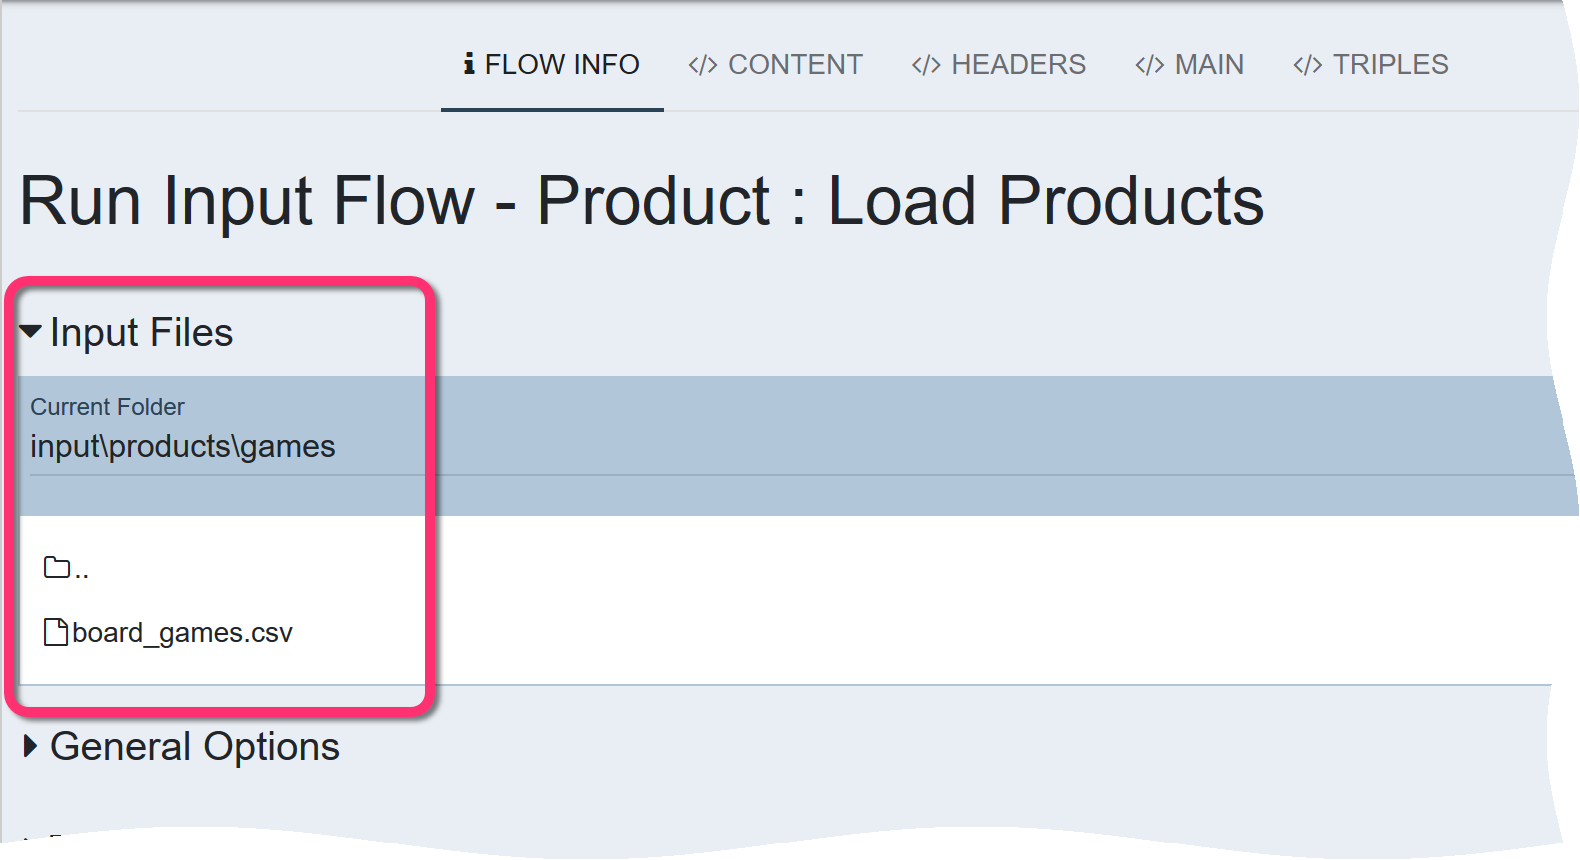 FLOW INFO </> CONTENT </> HEADERS </> MAIN </> TRIPLES
Run Input Flow - Product : Load Products
Input Files
Current Folder
input\products\games
..
board_games.csv
General Options